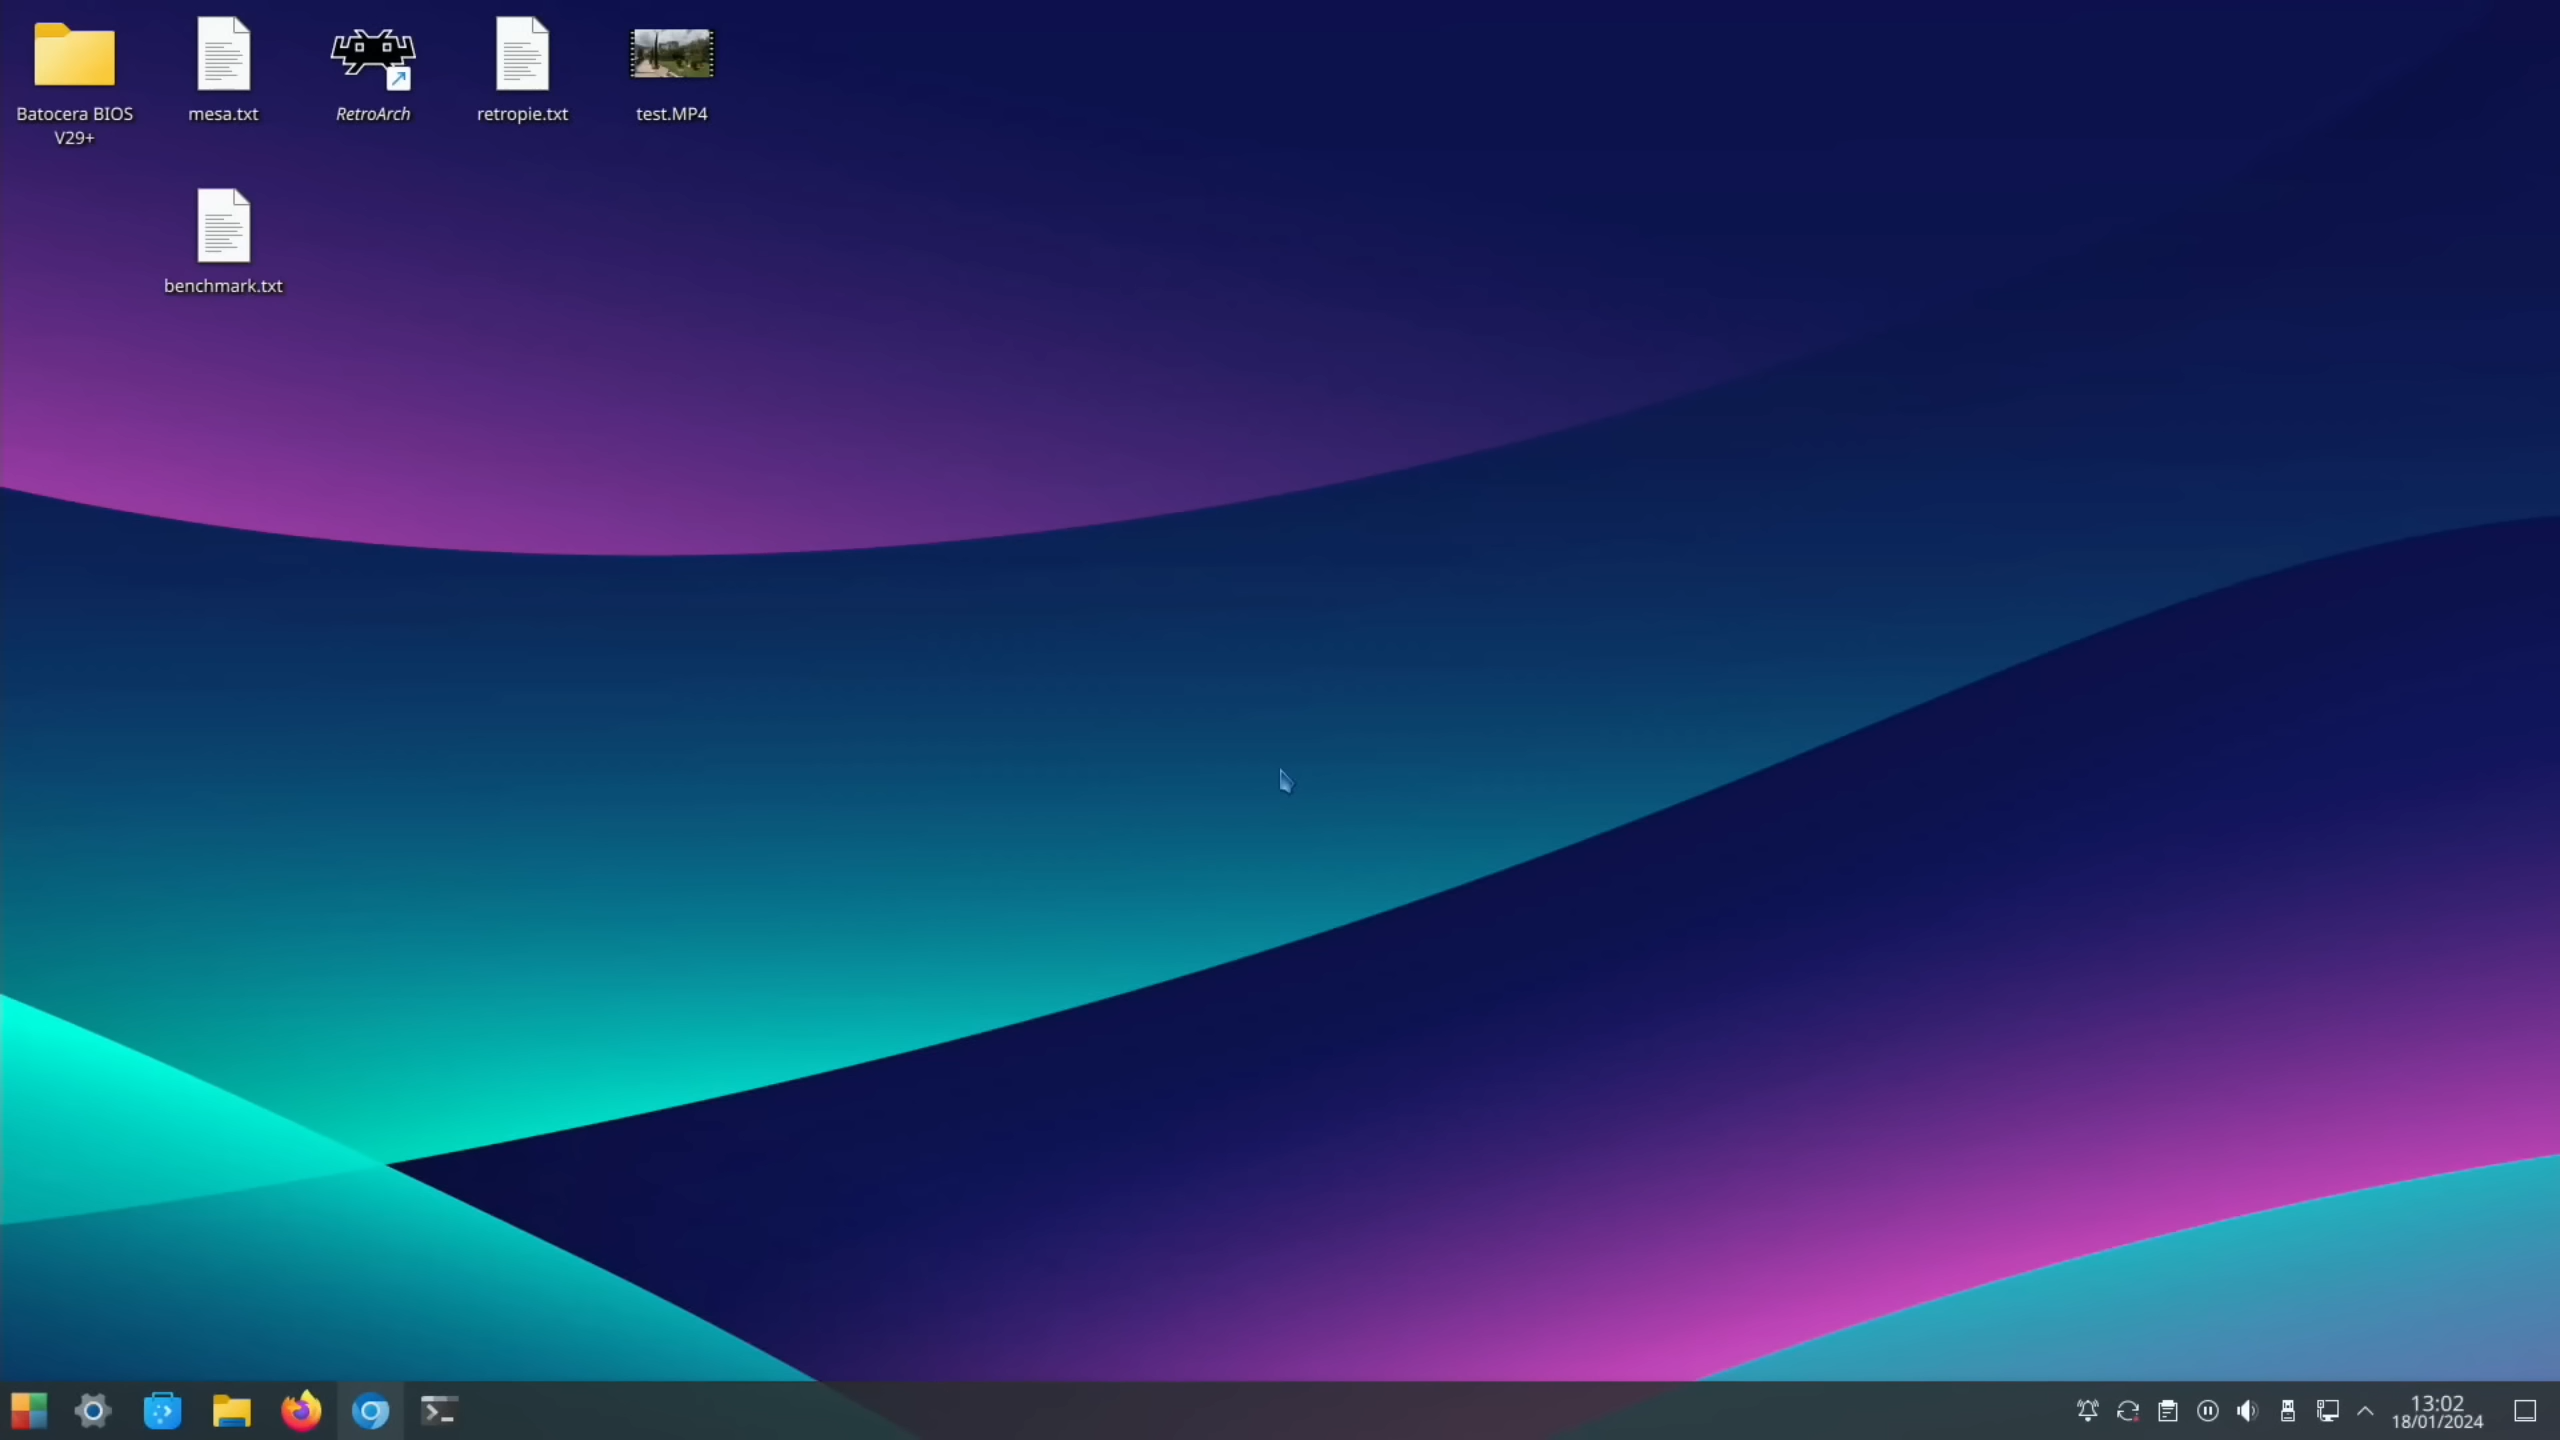 Batocera BIOS
V29+
mesa.txt
RetroArch
retropie.txt
test.MP4
benchmark.txt
13:02
18/01/2024